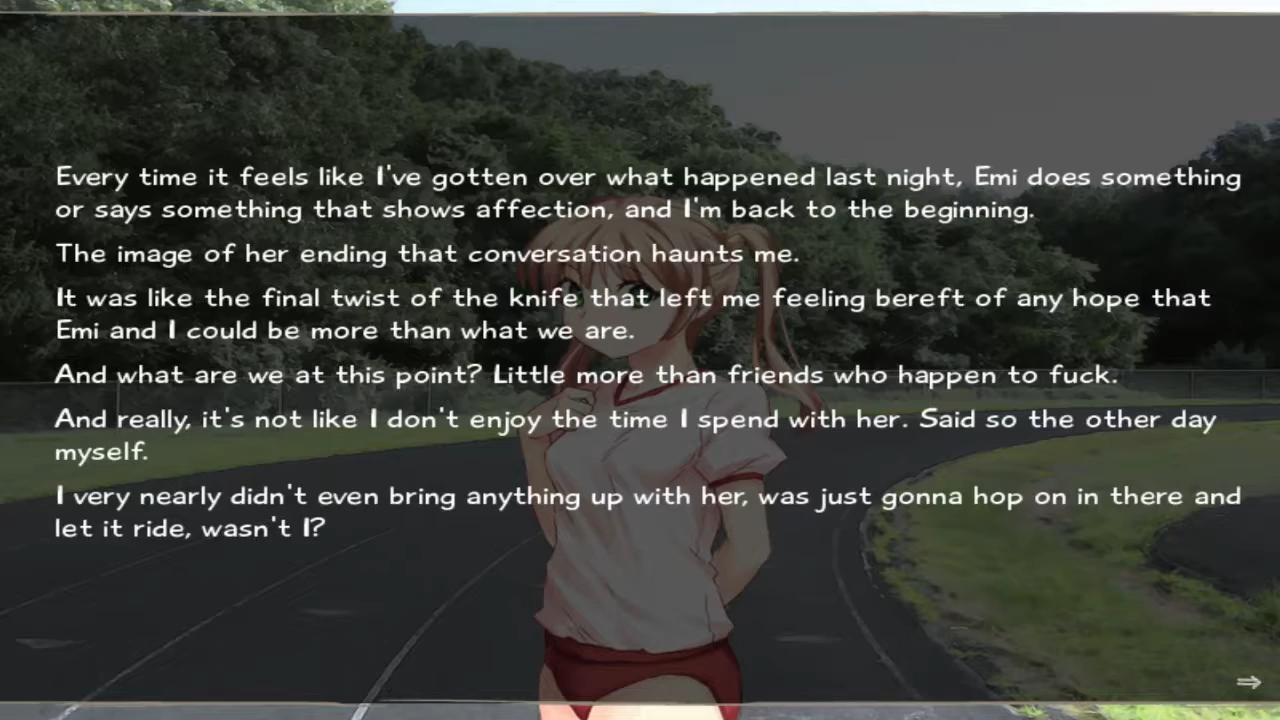 Every time it feels like I've gotten over what happened last night, Emi does something
or says something that shows affection, and I'm back to the beginning.
The image of her ending that conversation haunts me.
It was like the final twist of the knife that left me feeling bereft of any hope that
Emi and I could be more than what we are.
And what are we at this point? Little more than friends who happen to fuck.
And really, it's not like I don't enjoy the time I spend with her. Said so the other day
myself.
I very nearly didn't even bring anything up with her, was just gonna hop on in there and
let it ride, wasn't I?